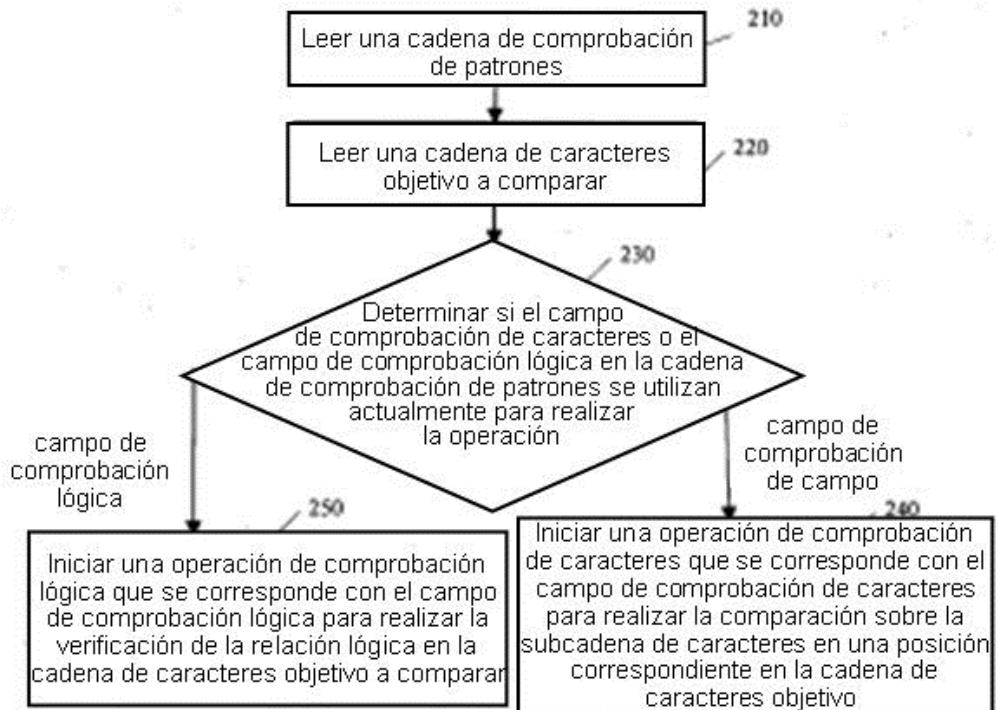 210
Leer una cadena de comprobación
de patrones
220
Leer una cadena de caracteres
objetivo a comparar
230
Determinar si el campo
de comprobación de caracteres o el
campo de comprobación lógica en la cadena
de comprobación de patrones se utilizan
actualmente para realizar
la operación
campo de
comprobación
lógica
campo de
comprobación
de campo
250
Iniciar una operación de comprobación
lógica que se corresponde con el campo
de comprobación lógica para realizar la
verificación de la relación lógica en la
cadena de caracteres objetivo a comparar
240
Iniciar una operación de comprobación
de caracteres que se corresponde con el
campo de comprobación de caracteres
para realizar la comparación sobre la
subcadena de caracteres en una posición
correspondiente en la cadena de
caracteres objetivo